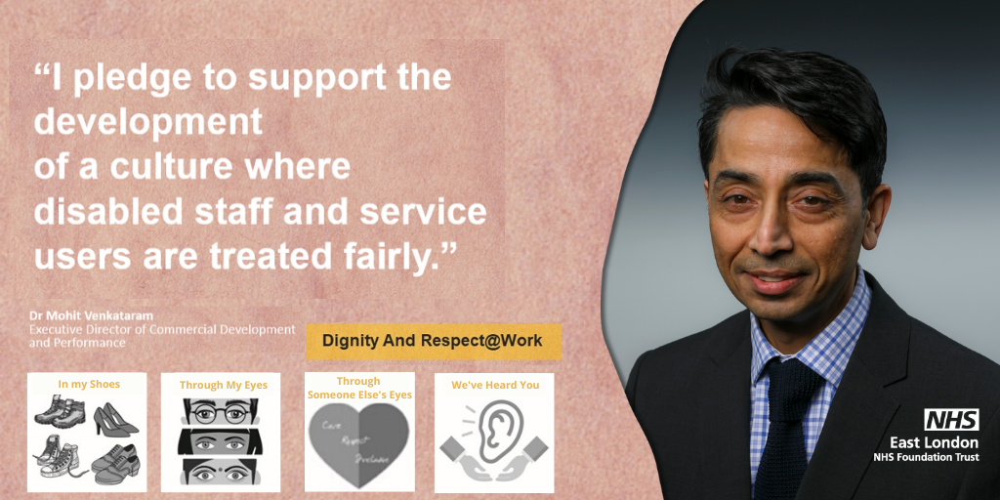 “I pledge to support the
development
of a culture where
disabled staff and service
users are treated fairly.”
Dr Mohit Venkataram
Executive Director of Commercial Development
and Performance
Dignity And Respect@Work
In my Shoes
Through My Eyes
Through
Someone Else's Eyes
We've Heard You
Care
Respect
Inclusion
NHS
East London
NHS Foundation Trust